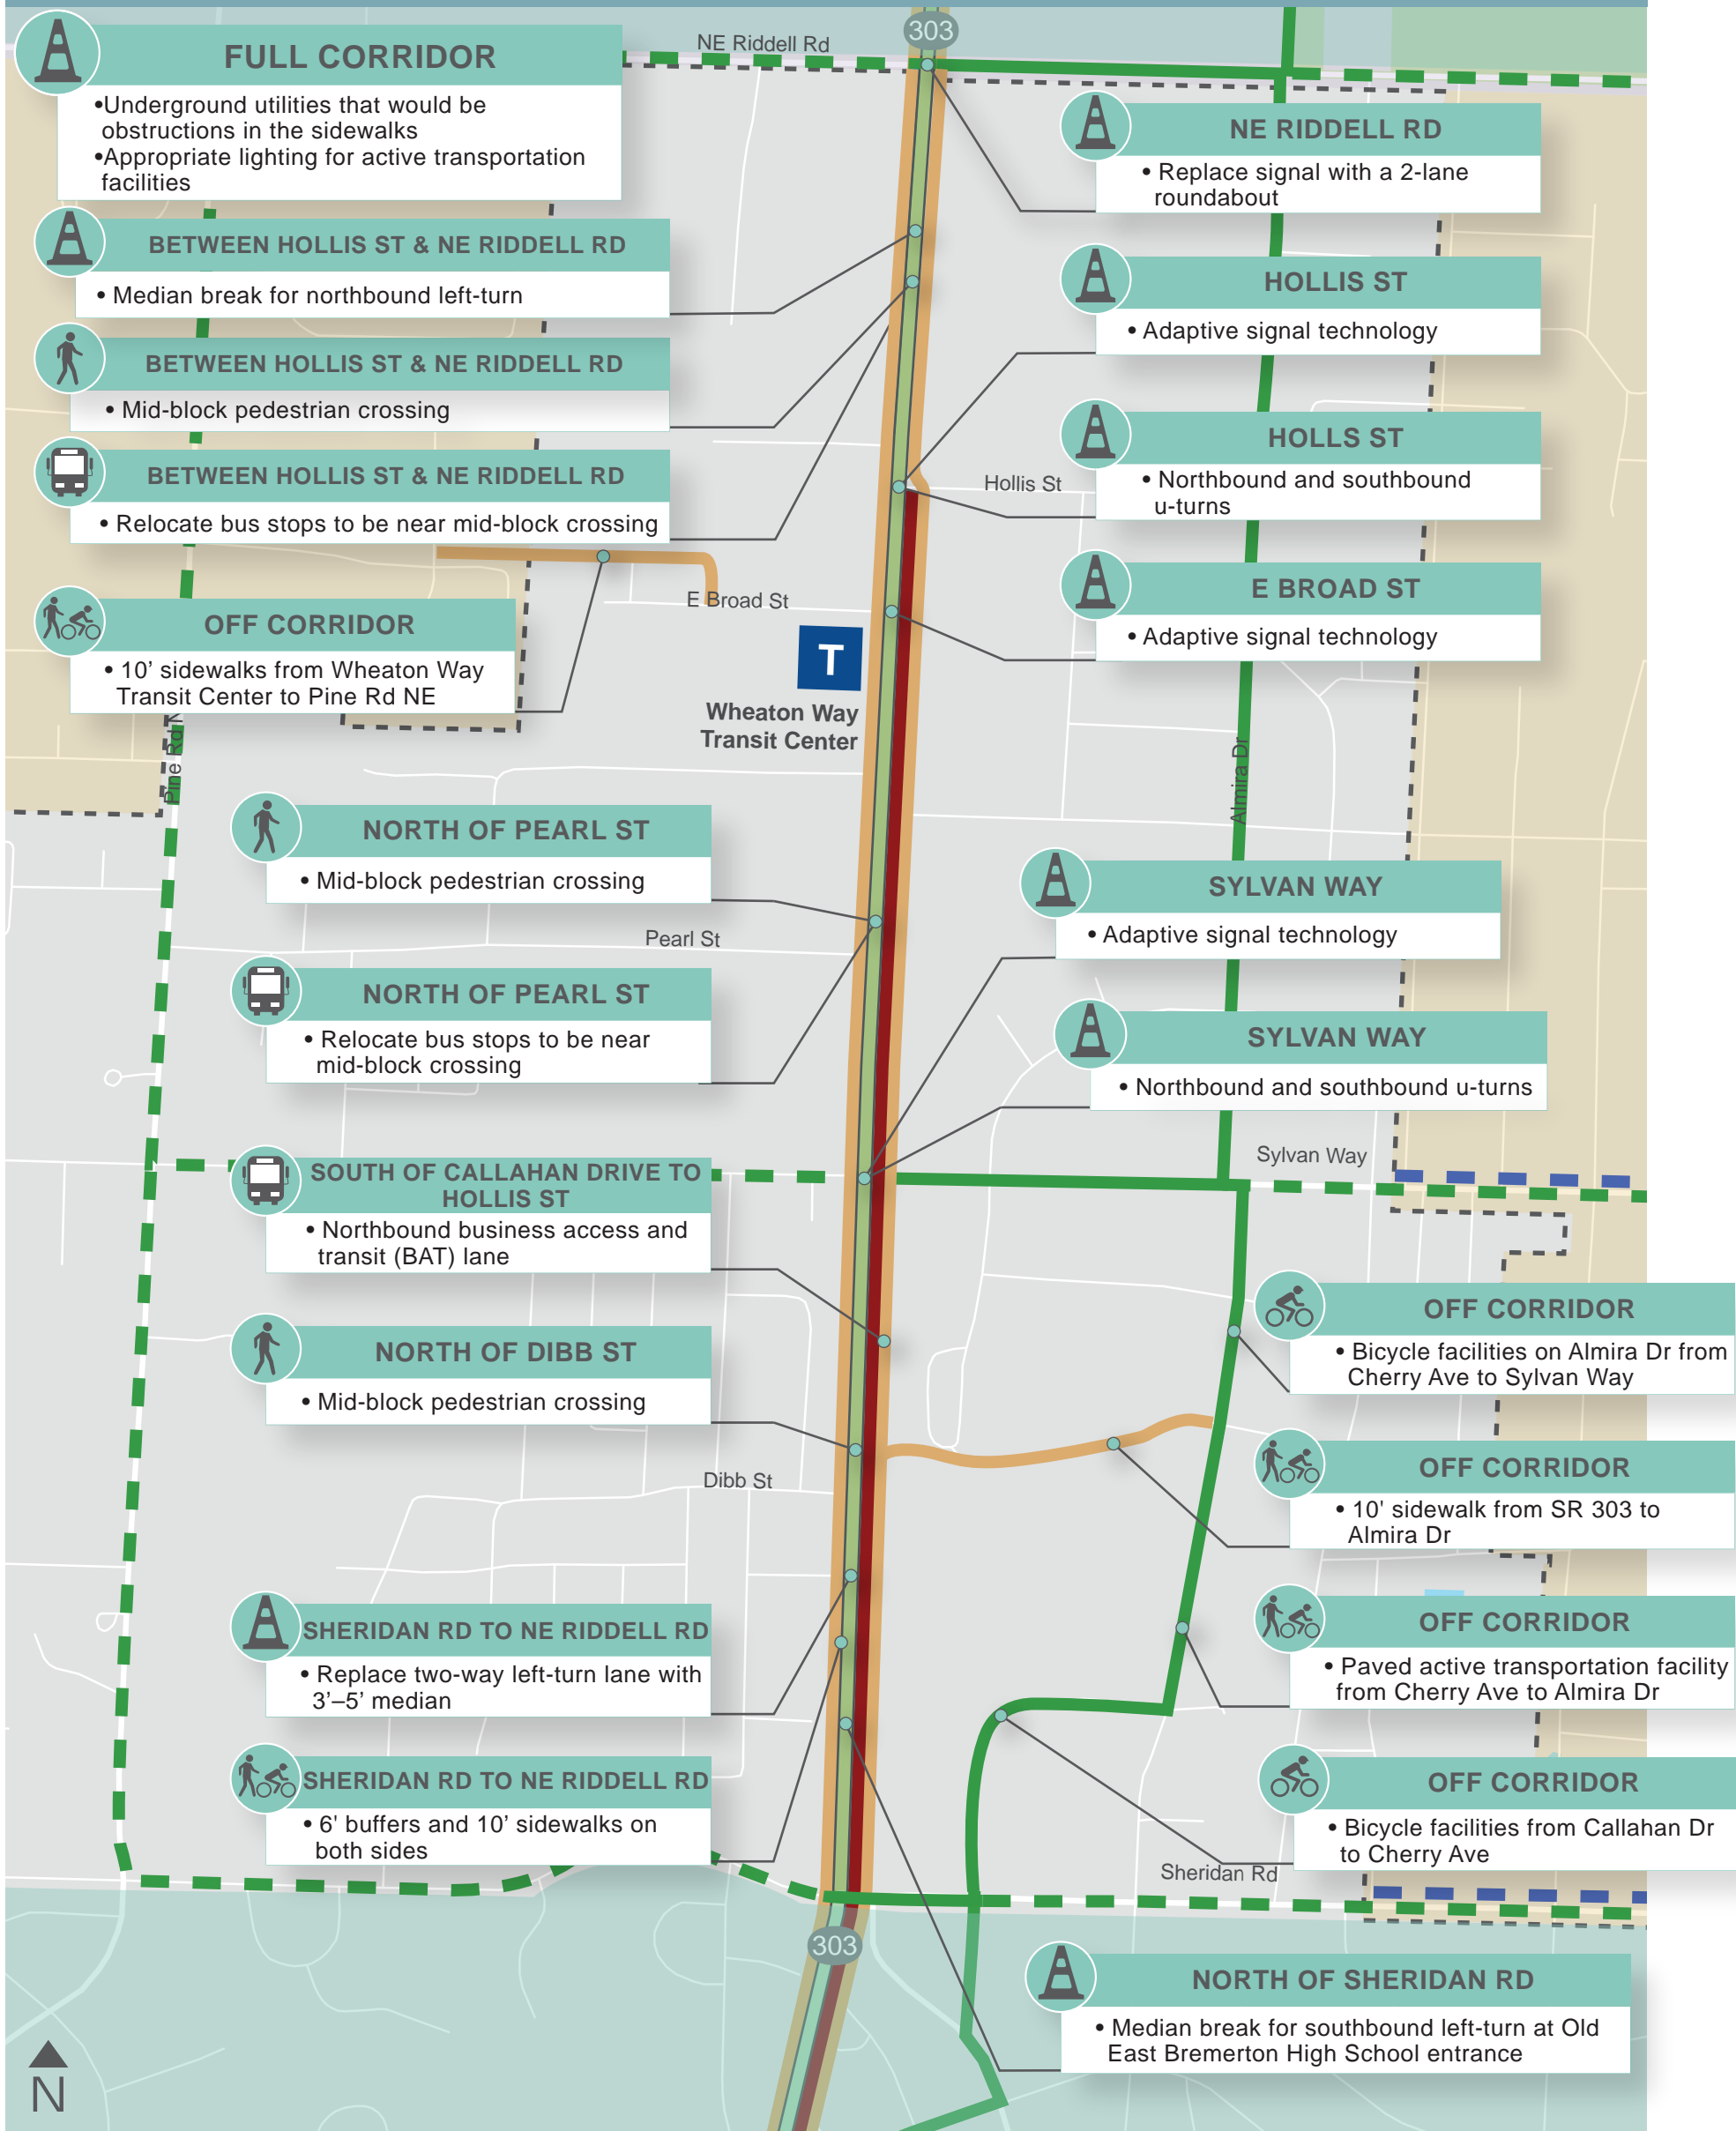 303
NE Riddell Rd
FULL CORRIDOR
•Underground utilities that would be
obstructions in the sidewalks
•Appropriate lighting for active transportation
facilities
NE RIDDELL RD
• Replace signal with a 2-lane
roundabout
BETWEEN HOLLIS ST & NE RIDDELL RD
• Median break for northbound left-turn
HOLLIS ST
• Adaptive signal technology
BETWEEN HOLLIS ST & NE RIDDELL RD
• Mid-block pedestrian crossing
HOLLS ST
• Northbound and southbound
u-turns
BETWEEN HOLLIS ST & NE RIDDELL RD
• Relocate bus stops to be near mid-block crossing
Hollis St
E BROAD ST
• Adaptive signal technology
E Broad St
OFF CORRIDOR
• 10’ sidewalks from Wheaton Way
Transit Center to Pine Rd NE
T
Wheaton Way
Transit Center
Pine Rd N
Almira Dr
NORTH OF PEARL ST
• Mid-block pedestrian crossing
SYLVAN WAY
• Adaptive signal technology
Pearl St
NORTH OF PEARL ST
• Relocate bus stops to be near
mid-block crossing
SYLVAN WAY
• Northbound and southbound u-turns
Sylvan Way
SOUTH OF CALLAHAN DRIVE TO
HOLLIS ST
• Northbound business access and
transit (BAT) lane
OFF CORRIDOR
• Bicycle facilities on Almira Dr from
Cherry Ave to Sylvan Way
NORTH OF DIBB ST
• Mid-block pedestrian crossing
Dibb St
OFF CORRIDOR
• 10' sidewalk from SR 303 to
Almira Dr
SHERIDAN RD TO NE RIDDELL RD
• Replace two-way left-turn lane with
3’–5’ median
OFF CORRIDOR
• Paved active transportation facility
from Cherry Ave to Almira Dr
SHERIDAN RD TO NE RIDDELL RD
• 6' buffers and 10’ sidewalks on
both sides
OFF CORRIDOR
• Bicycle facilities from Callahan Dr
to Cherry Ave
Sheridan Rd
303
NORTH OF SHERIDAN RD
• Median break for southbound left-turn at Old
East Bremerton High School entrance
N